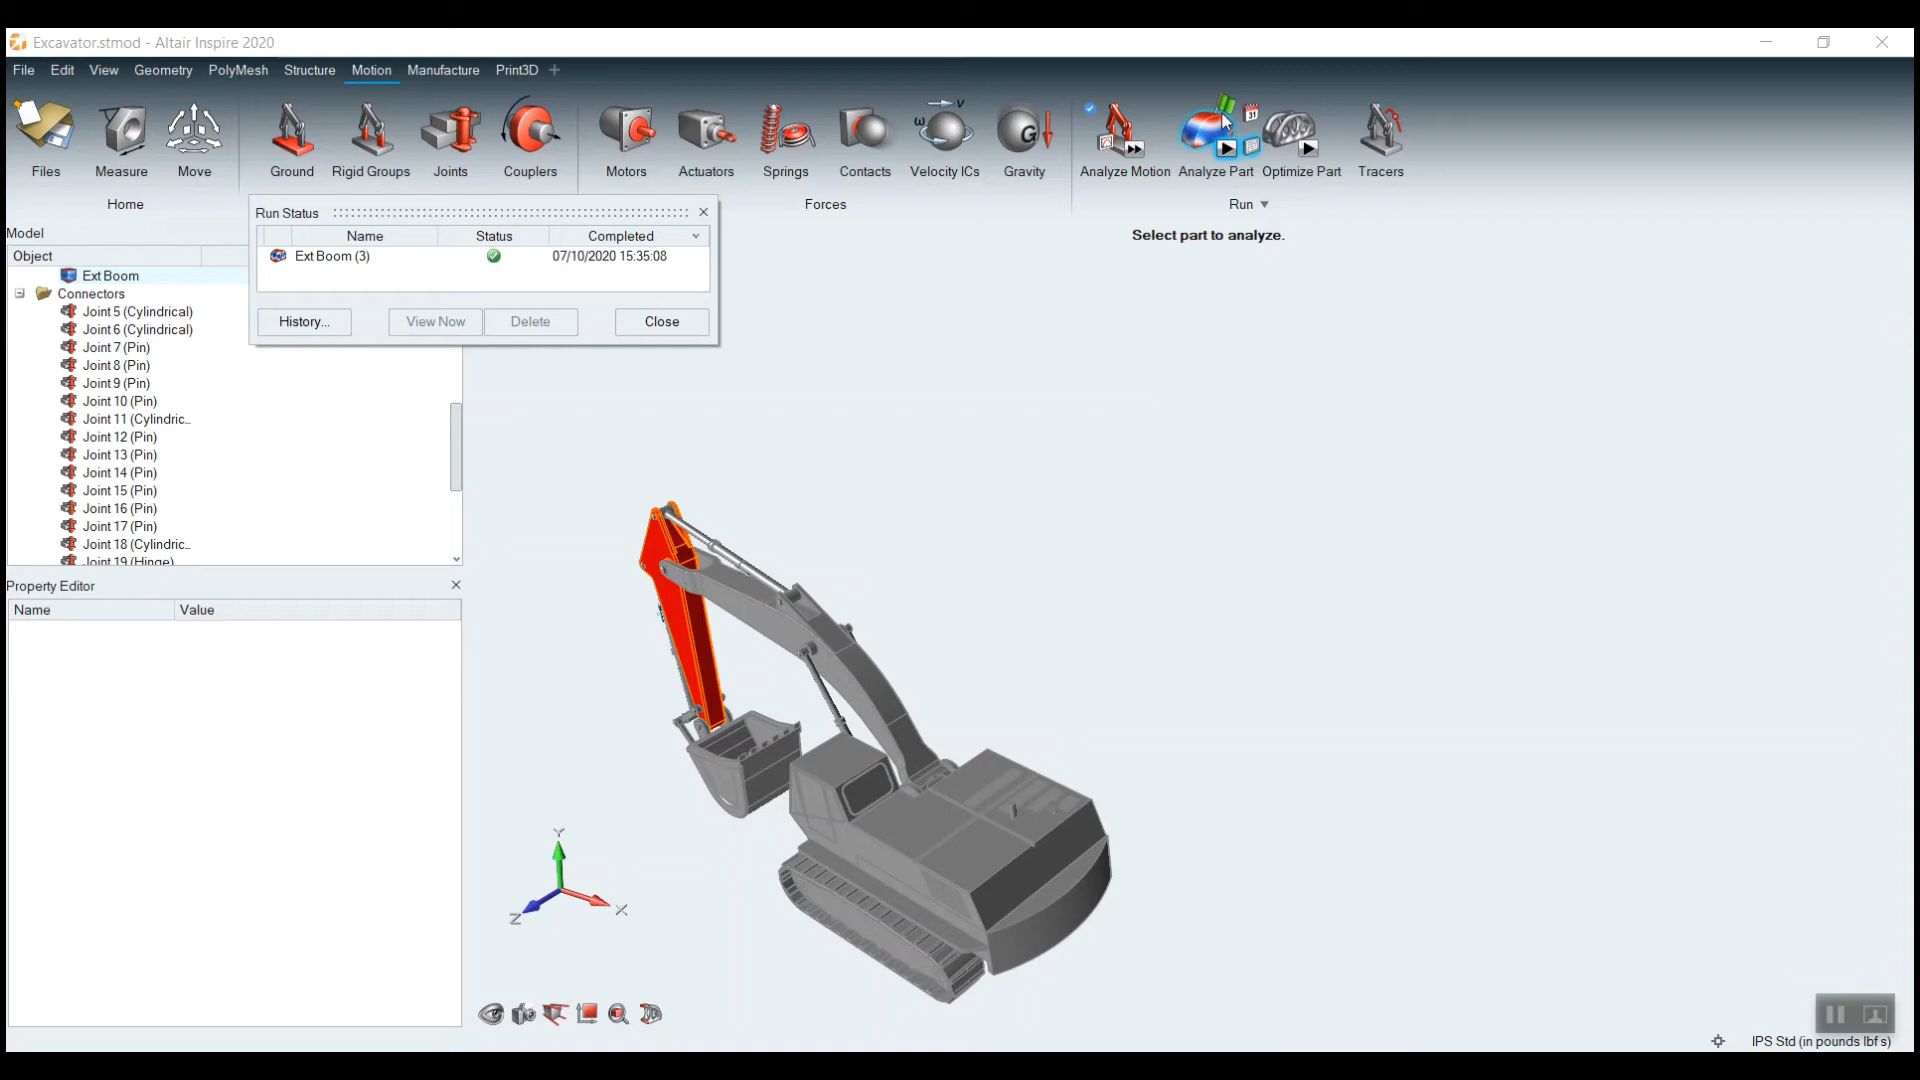 Excavator.stmod - Altair Inspire 2020
File Edit View Geometry PolyMesh Structure Motion Manufacture Print3D +
Files Measure Move Ground Rigid Groups Joints Couplers Motors Actuators Springs Contacts Velocity ICs Gravity Analyze Motion Analyze Part Optimize Part Tracers
Home Forces Run
Run Status
Name Status Completed
Ext Boom (3) 07/10/2020 15:35:08
History... View Now Delete Close
Select part to analyze.
Model
Object
Ext Boom
Connectors
Joint 5 (Cylindrical)
Joint 6 (Cylindrical)
Joint 7 (Pin)
Joint 8 (Pin)
Joint 9 (Pin)
Joint 10 (Pin)
Joint 11 (Cylindric...
Joint 12 (Pin)
Joint 13 (Pin)
Joint 14 (Pin)
Joint 15 (Pin)
Joint 16 (Pin)
Joint 17 (Pin)
Joint 18 (Cylindric...
Joint 19 (Hinge)
Property Editor
Name Value
Y
X
Z
IPS Std (in pounds lbf s)